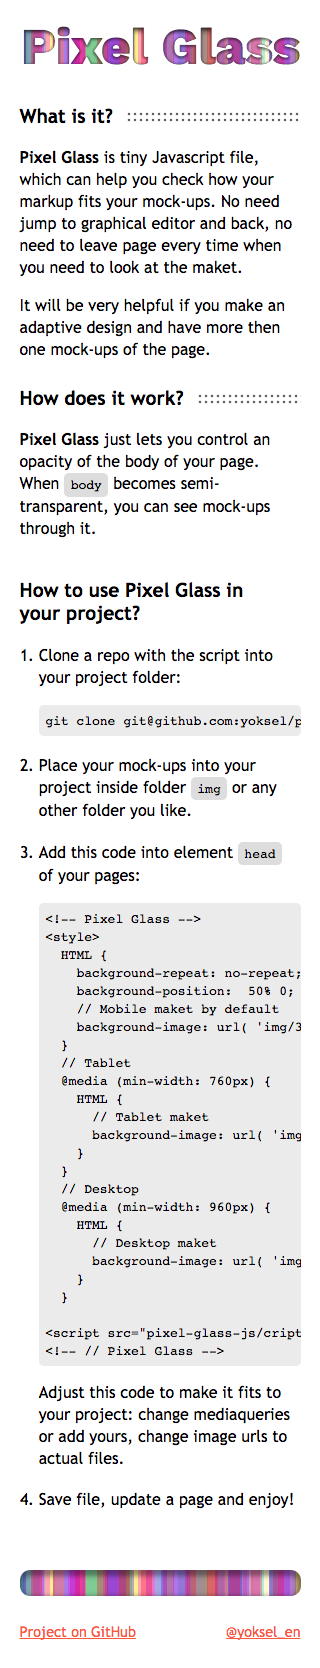 Pixel Glass
What is it?
Pixel Glass is tiny Javascript file,
which can help you check how your
markup fits your mock-ups. No need
jump to graphical editor and back, no
need to leave page every time when
you need to look at the maket.
It will be very helpful if you make an
adaptive design and have more then
one mock-ups of the page.
How does it work?
Pixel Glass just lets you control an
opacity of the body of your page.
When body becomes semi-
transparent, you can see mock-ups
through it.
How to use Pixel Glass in
your project?
1. Clone a repo with the script into
your project folder:
git clone git@github.com:yoksel/p
2. Place your mock-ups into your
project inside folder img or any
other folder you like.
3. Add this code into element head
of your pages:
<!-- Pixel Glass -->
<style>
HTML {
background-repeat: no-repeat;
background-position:  50% 0;
// Mobile maket by default
background-image: url( 'img/3
}
// Tablet
@media (min-width: 760px) {
HTML {
// Tablet maket
background-image: url( 'img
}
}
// Desktop
@media (min-width: 960px) {
HTML {
// Desktop maket
background-image: url( 'img
}
}
<script src="pixel-glass-js/cript
<!-- // Pixel Glass -->
Adjust this code to make it fits to
your project: change mediaqueries
or add yours, change image urls to
actual files.
4. Save file, update a page and enjoy!
Project on GitHub
@yoksel_en